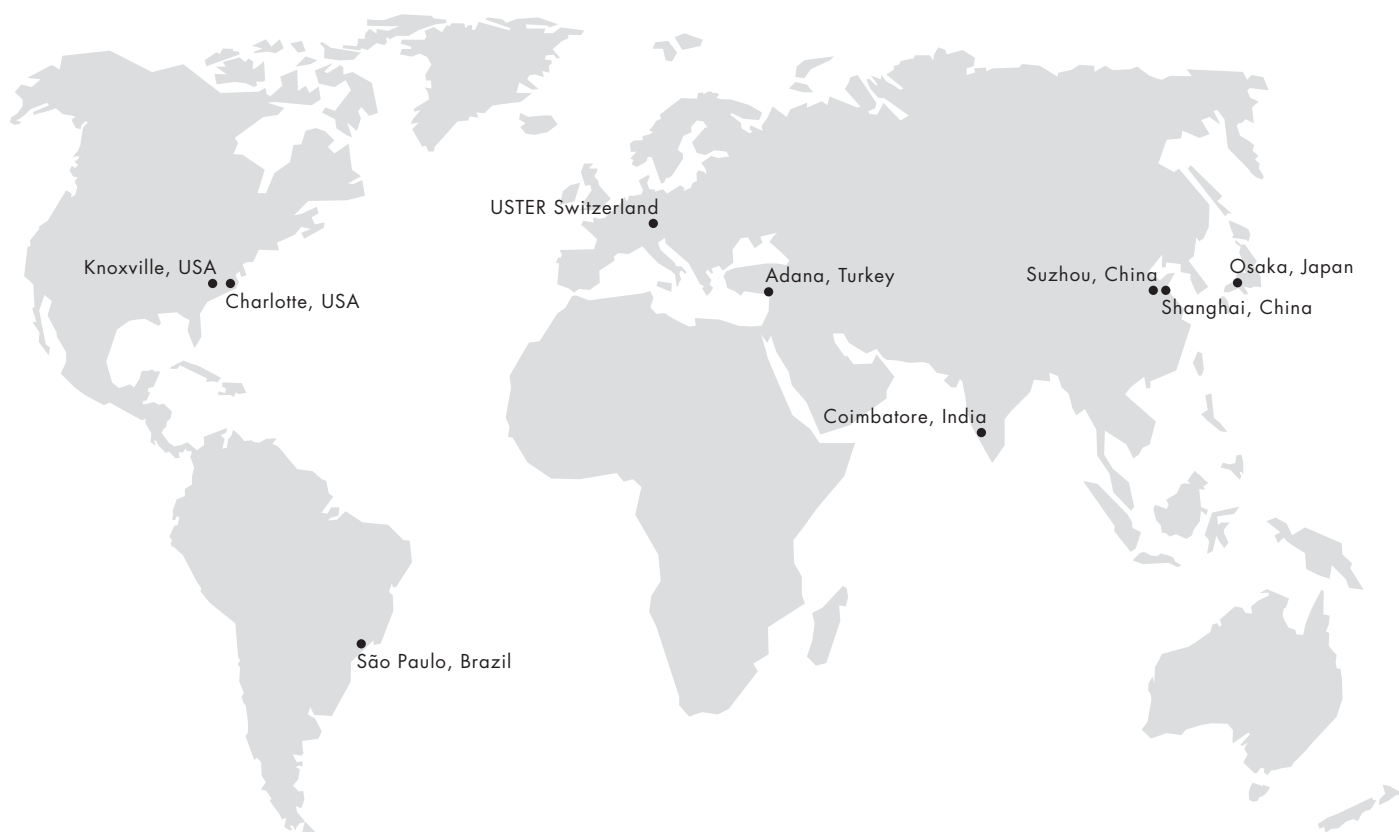 USTER Switzerland
Knoxville, USA
Charlotte, USA
Adana, Turkey
Suzhou, China
Osaka, Japan
Shanghai, China
Coimbatore, India
São Paulo, Brazil